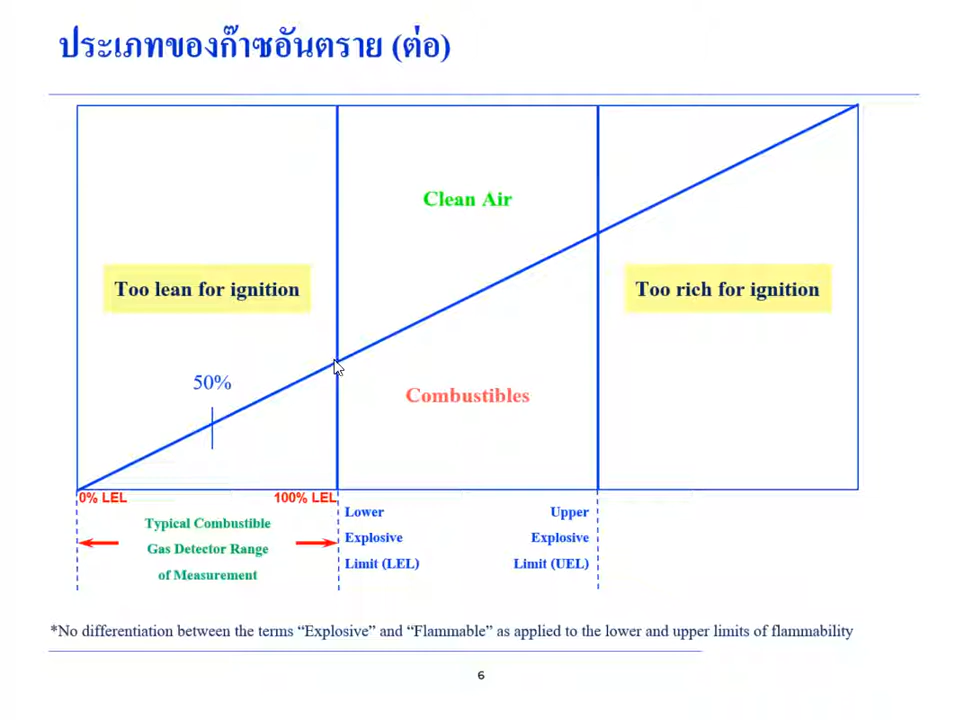 ประเภทของก๊าซอันตราย (ต่อ)
Clean Air
Too lean for ignition
Too rich for ignition
50%
Combustibles
0% LEL
100% LEL
Typical Combustible
Gas Detector Range
of Measurement
Lower
Explosive
Limit (LEL)
Upper
Explosive
Limit (UEL)
*No differentiation between the terms “Explosive” and “Flammable” as applied to the lower and upper limits of flammability
6